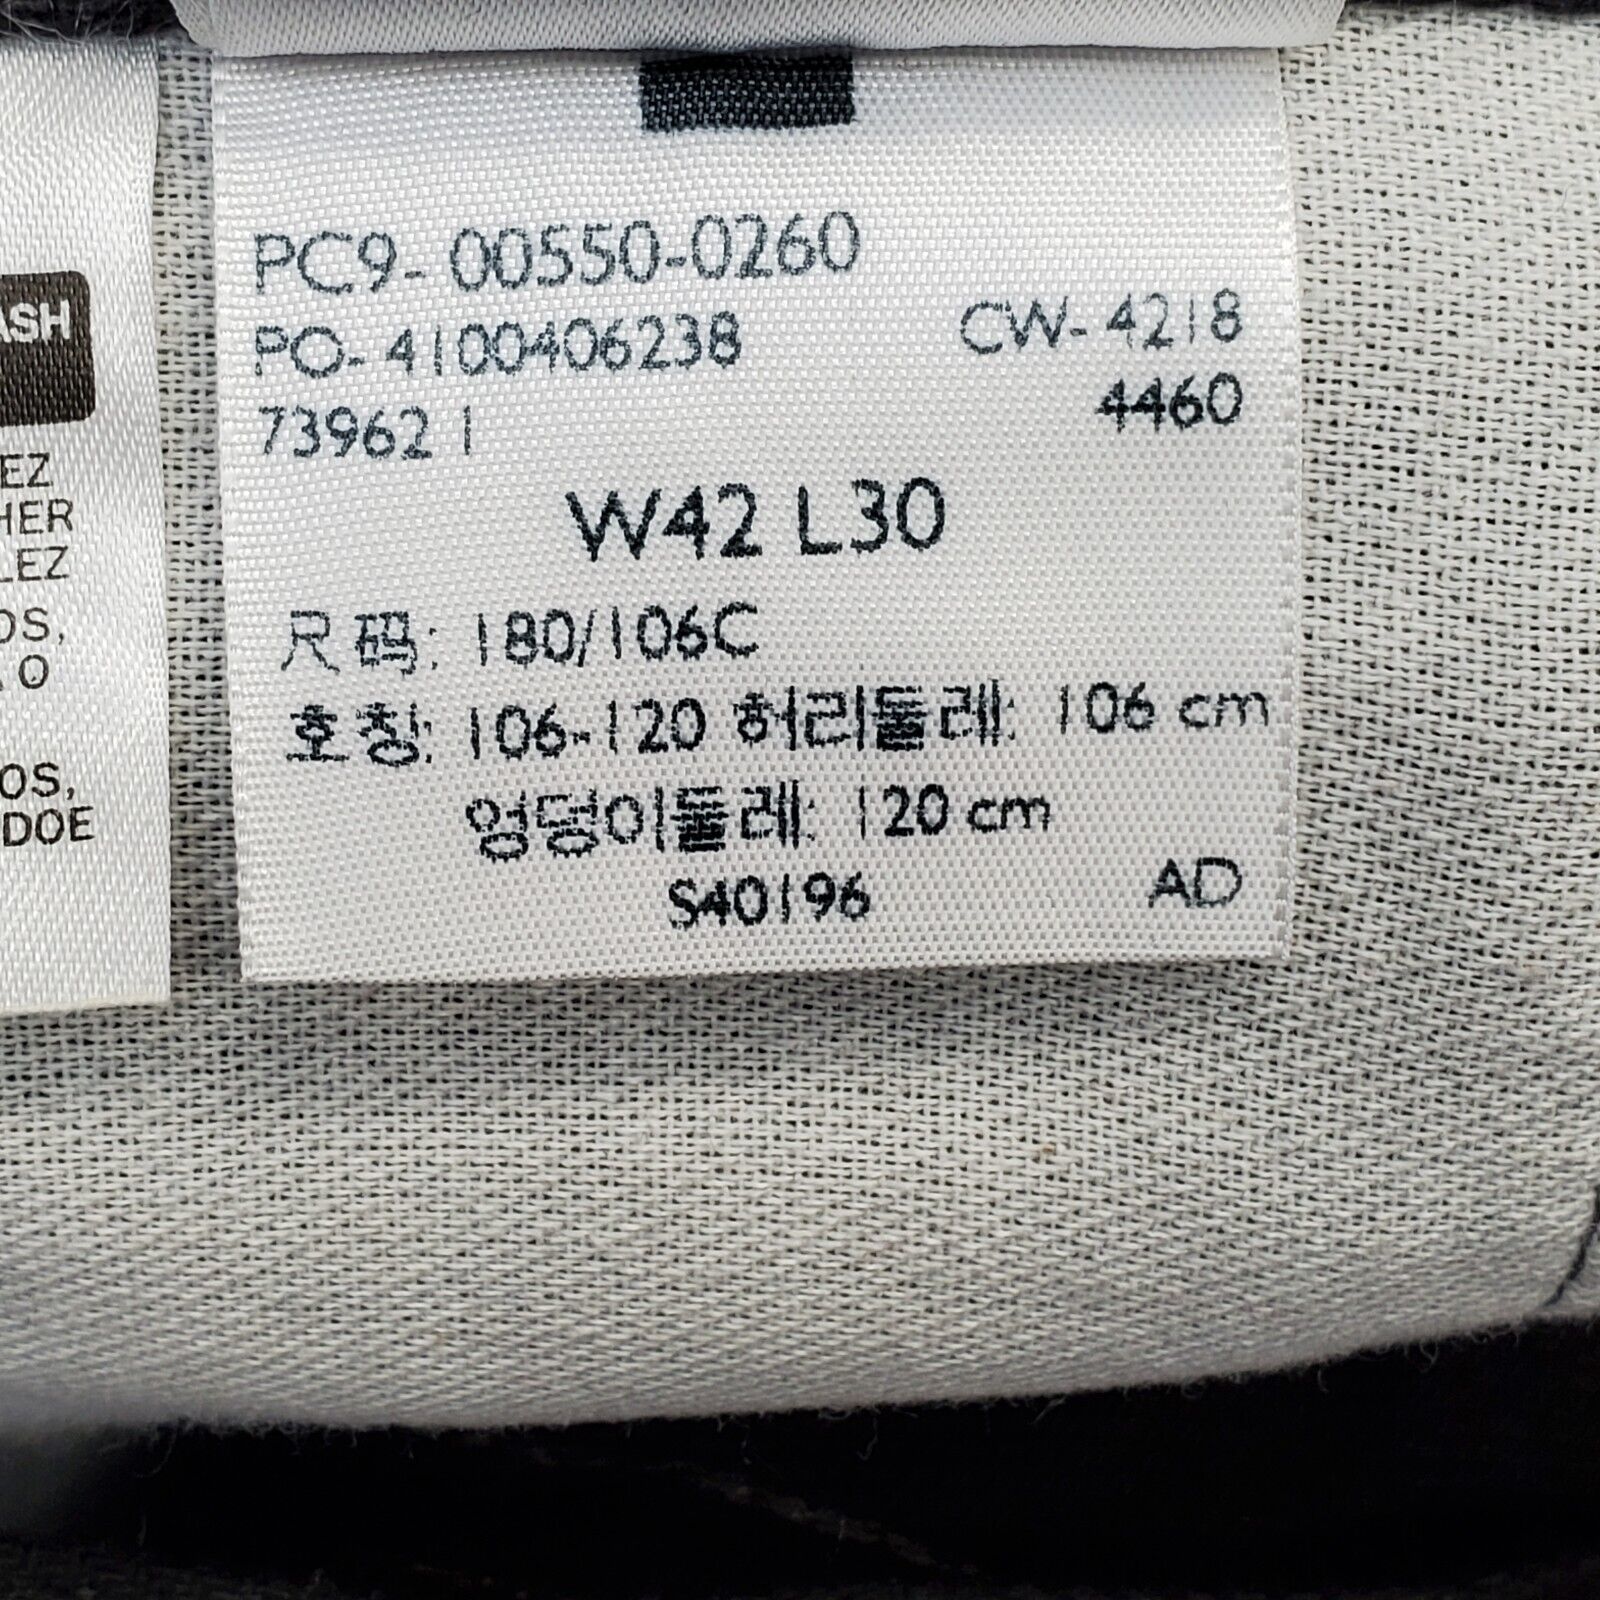 ASH
EZ
HER
LEZ
OS,
O
OS,
DOE
PC9- 00550-0260
PO- 4100406238 CW- 4218
73962 1 4460
W42 L30
尺码: 180/106C
호칭: 106-120 허리둘레: 106 cm
엉덩이둘레: 120 cm
S40196 AD